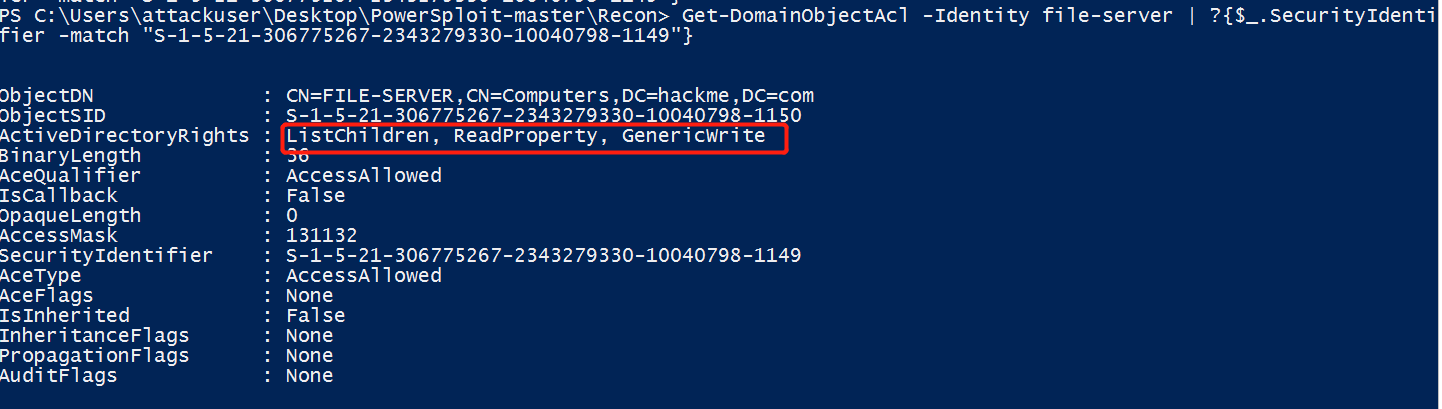 PS C:\Users\attackuser\Desktop\PowerSploit-master\Recon> Get-DomainObjectAcl -Identity file-server | ?{$_.SecurityIdenti
fier -match "S-1-5-21-306775267-2343279330-10040798-1149"}
ObjectDN : CN=FILE-SERVER,CN=Computers,DC=hackme,DC=com
ObjectSID : S-1-5-21-306775267-2343279330-10040798-1150
ActiveDirectoryRights : ListChildren, ReadProperty, GenericWrite
BinaryLength : 36
AceQualifier : AccessAllowed
IsCallback : False
OpaqueLength : 0
AccessMask : 131132
SecurityIdentifier : S-1-5-21-306775267-2343279330-10040798-1149
AceType : AccessAllowed
AceFlags : None
IsInherited : False
InheritanceFlags : None
PropagationFlags : None
AuditFlags : None